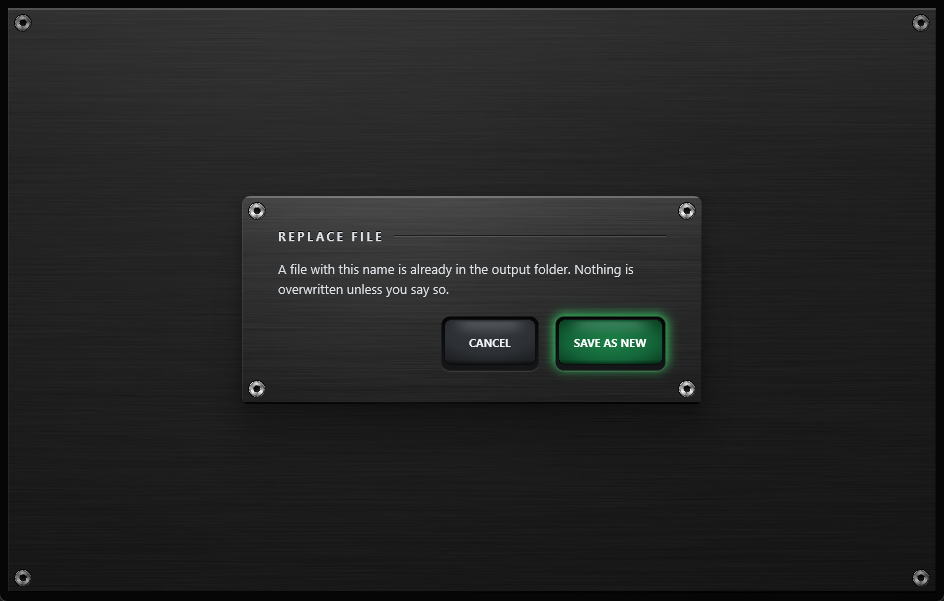 REPLACE FILE
A file with this name is already in the output folder. Nothing is
overwritten unless you say so.
CANCEL
SAVE AS NEW